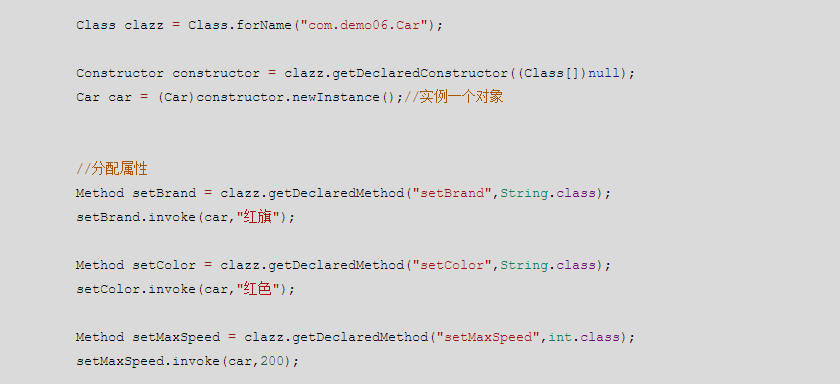 Class clazz = Class.forName("com.demo06.Car");
Constructor constructor = clazz.getDeclaredConstructor((Class[])null);
Car car = (Car)constructor.newInstance();//实例一个对象
//分配属性
Method setBrand = clazz.getDeclaredMethod("setBrand",String.class);
setBrand.invoke(car,"红旗");
Method setColor = clazz.getDeclaredMethod("setColor",String.class);
setColor.invoke(car,"红色");
Method setMaxSpeed = clazz.getDeclaredMethod("setMaxSpeed",int.class);
setMaxSpeed.invoke(car,200);